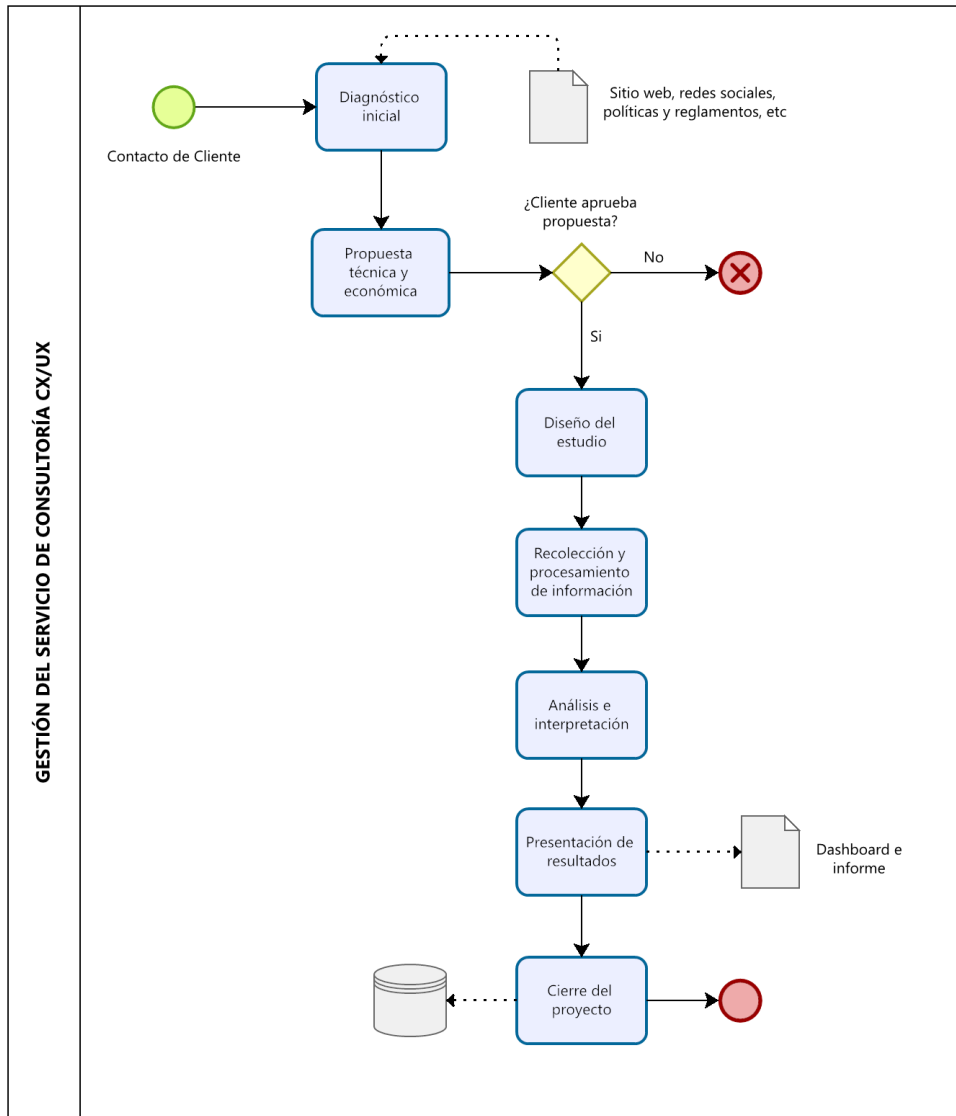 GESTIÓN DEL SERVICIO DE CONSULTORÍA CX/UX
Diagnóstico
inicial
Sitio web, redes sociales,
políticas y reglamentos, etc
Contacto de Cliente
¿Cliente aprueba
propuesta?
Propuesta
técnica y
económica
No
Si
Diseño del
estudio
Recolección y
procesamiento
de información
Análisis e
interpretación
Presentación de
resultados
Dashboard e
informe
Cierre del
proyecto